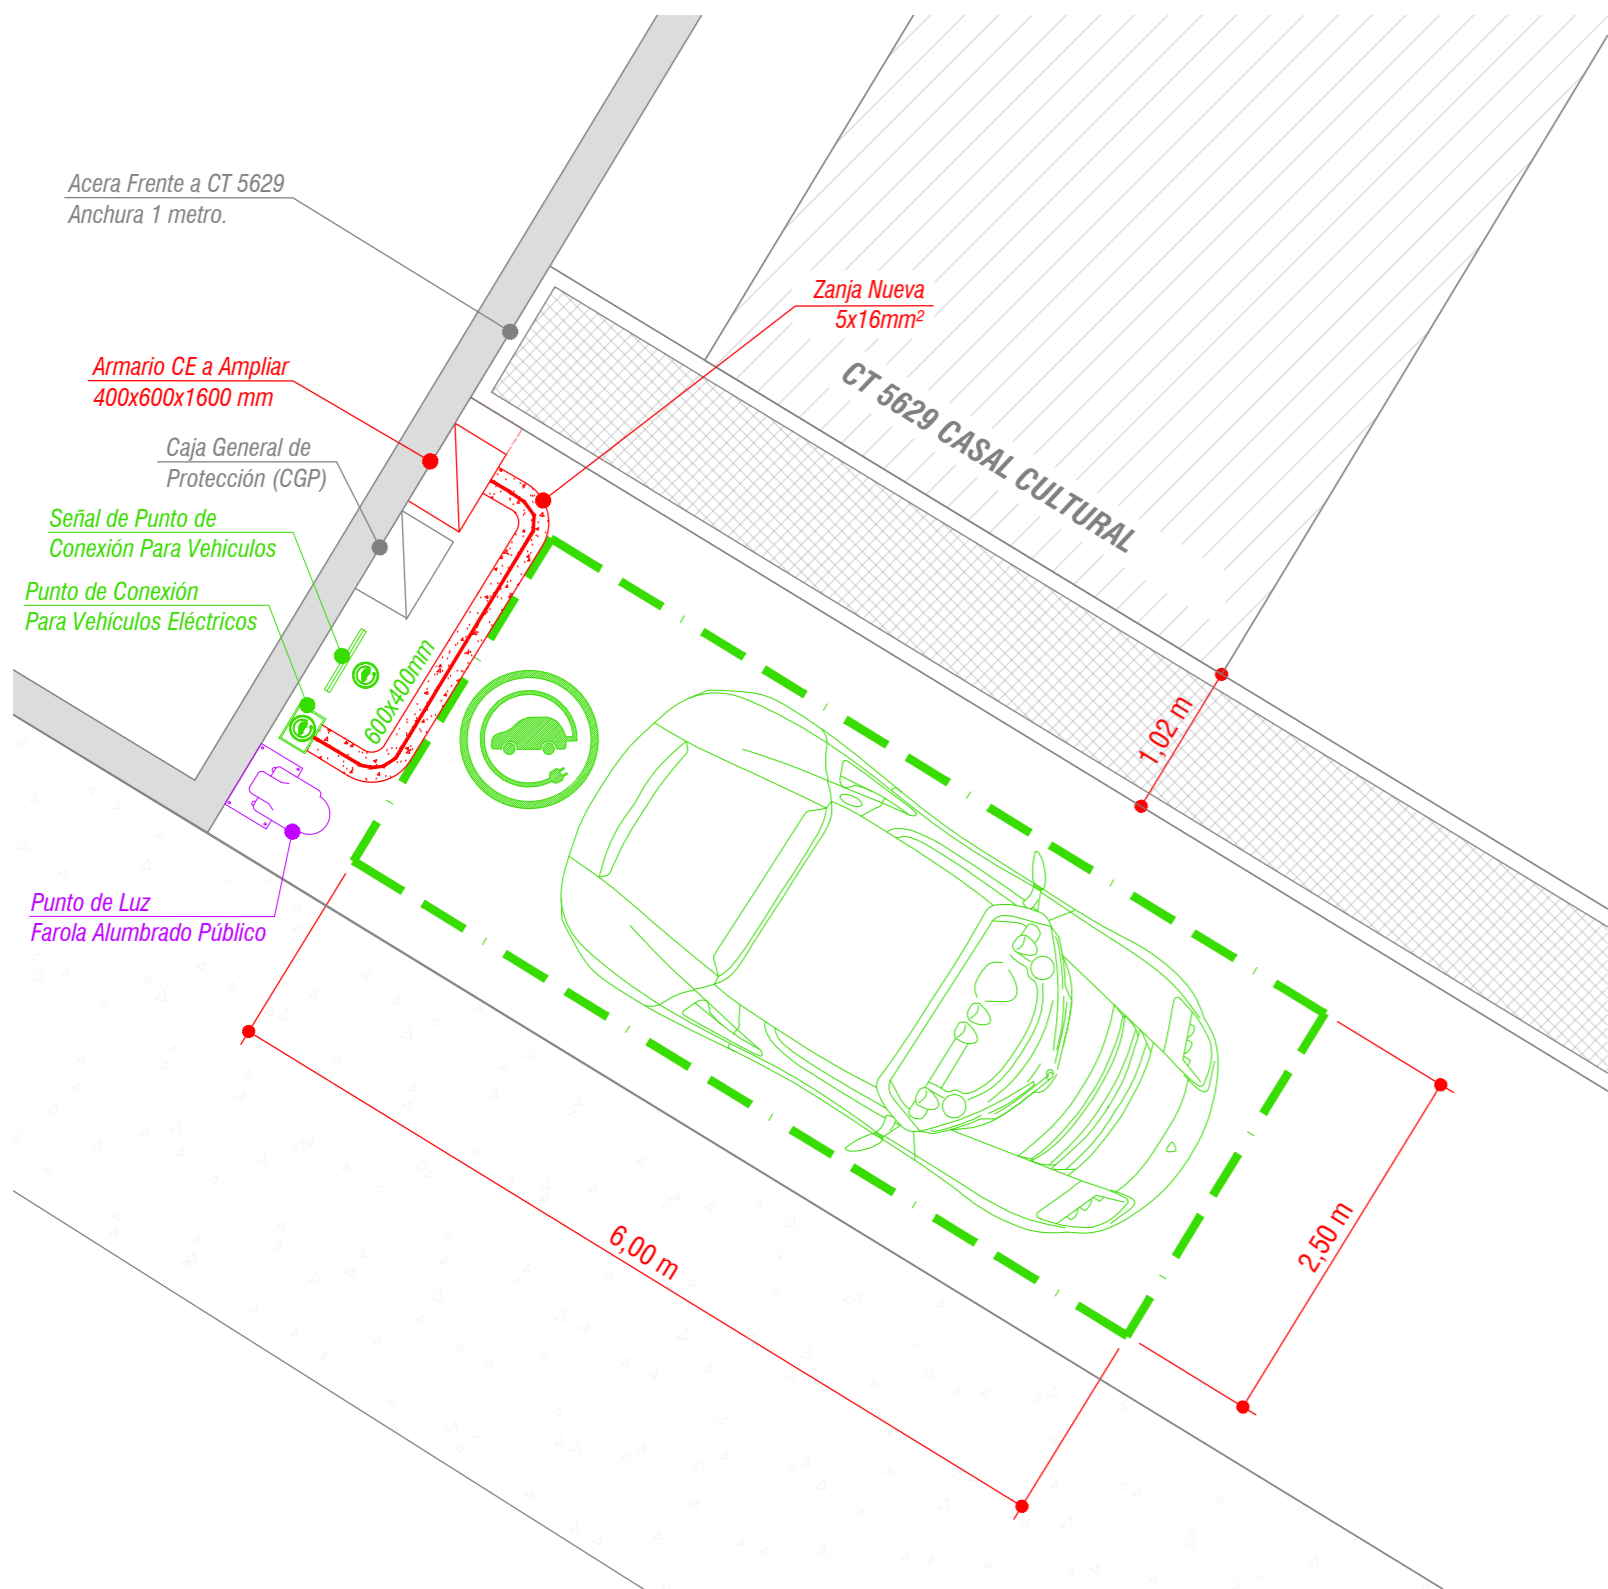 Acera Frente a CT 5629
Anchura 1 metro.
Zanja Nueva
5x16mm²
Armario CE a Ampliar
400x600x1600 mm
CT 5629 CASAL CULTURAL
Caja General de
Protección (CGP)
Señal de Punto de
Conexión Para Vehiculos
Punto de Conexión
Para Vehículos Eléctricos
600x400mm
1,02 m
Punto de Luz
Farola Alumbrado Público
6,00 m
2,50 m